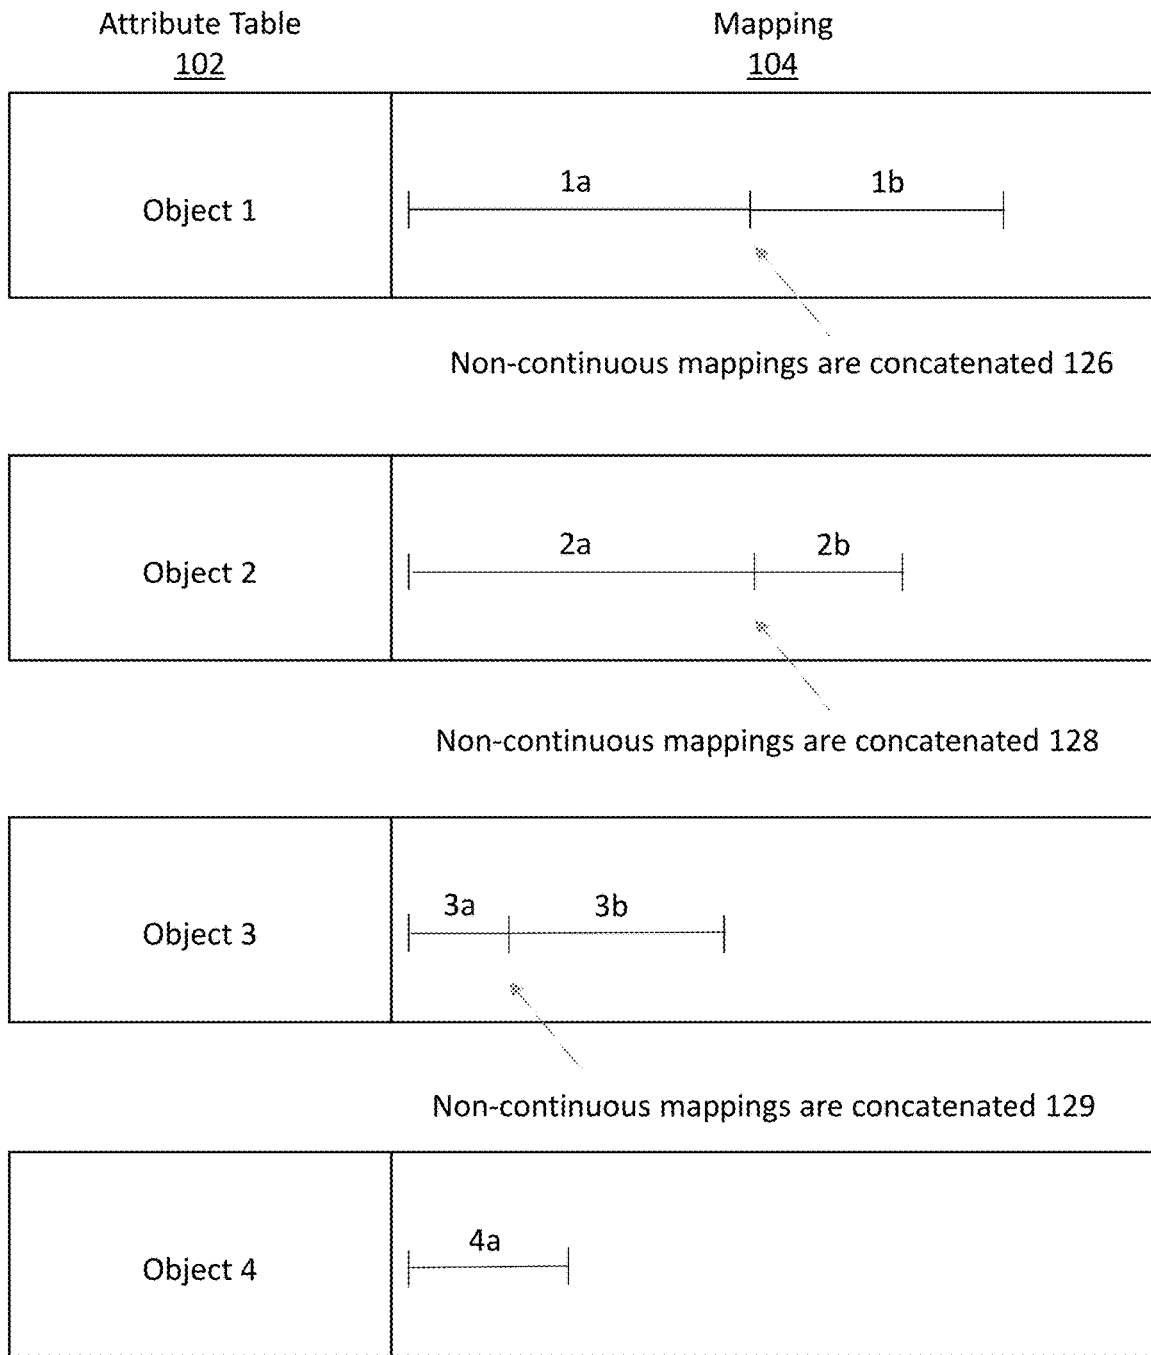 Attribute Table
102
Mapping
104
Object 1
1a
1b
Non-continuous mappings are concatenated 126
Object 2
2a
2b
Non-continuous mappings are concatenated 128
Object 3
3a
3b
Non-continuous mappings are concatenated 129
Object 4
4a